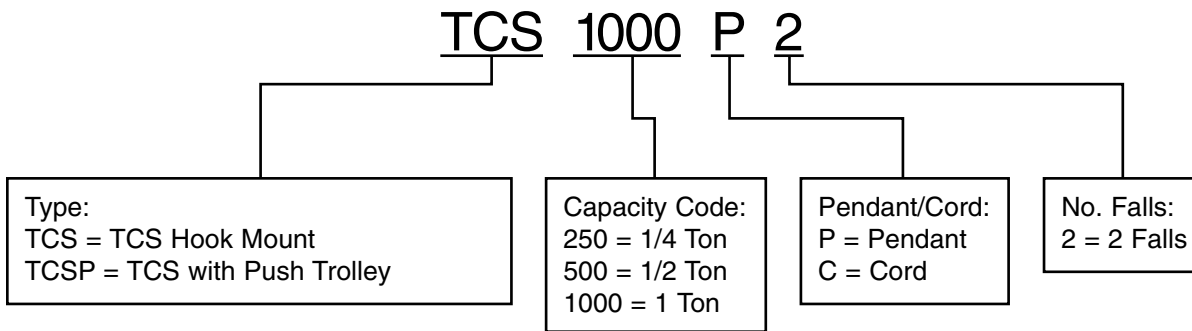 TCS 1000 P 2
Type:
TCS = TCS Hook Mount
TCSP = TCS with Push Trolley
Capacity Code:
250 = 1/4 Ton
500 = 1/2 Ton
1000 = 1 Ton
Pendant/Cord:
P = Pendant
C = Cord
No. Falls:
2 = 2 Falls